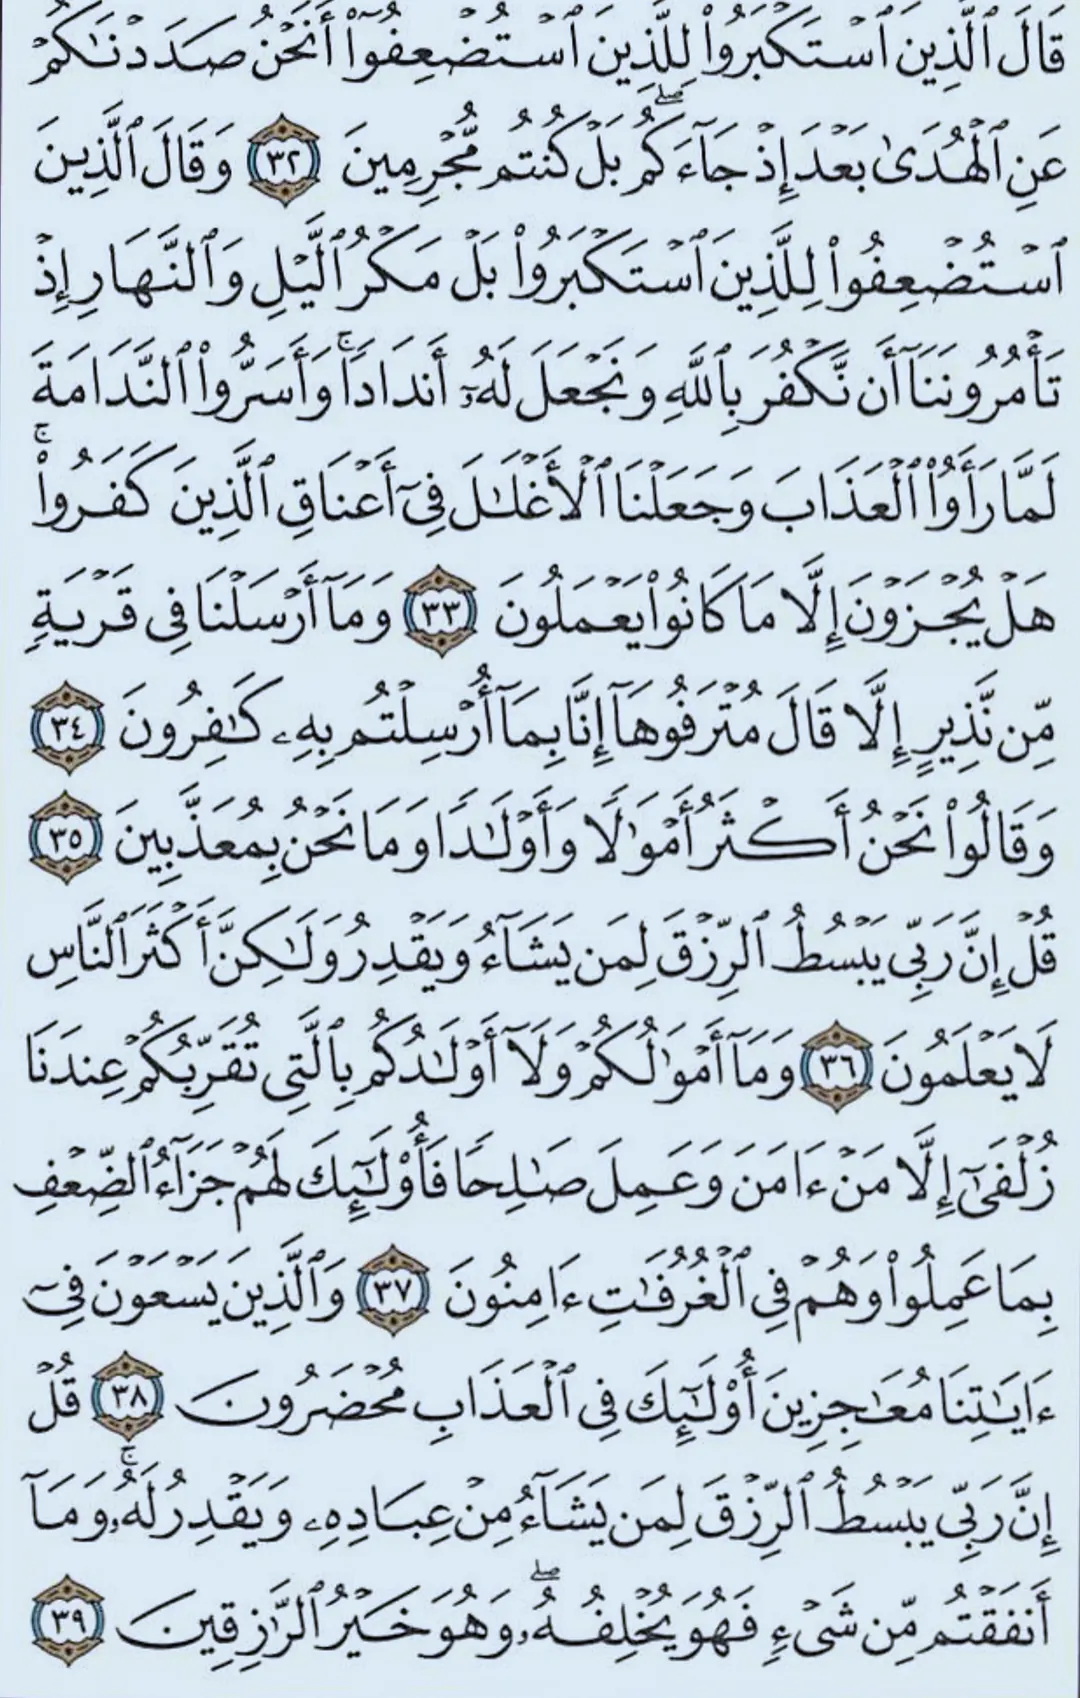 قَالَ ٱلَّذِينَ ٱسْتَكْبَرُوا۟ لِلَّذِينَ ٱسْتُضْعِفُوٓا۟ أَنَحْنُ صَدَدْنَـٰكُمْ
عَنِ ٱلْهُدَىٰ بَعْدَ إِذْ جَآءَكُم ۖ بَلْ كُنتُم مُّجْرِمِينَ ٣٢ وَقَالَ ٱلَّذِينَ
ٱسْتُضْعِفُوا۟ لِلَّذِينَ ٱسْتَكْبَرُوا۟ بَلْ مَكْرُ ٱلَّيْلِ وَٱلنَّهَارِ إِذْ
تَأْمُرُونَنَآ أَن نَّكْفُرَ بِٱللَّهِ وَنَجْعَلَ لَهُۥٓ أَندَادًا ۚ وَأَسَرُّوا۟ ٱلنَّدَامَةَ
لَمَّا رَأَوُا۟ ٱلْعَذَابَ وَجَعَلْنَا ٱلْأَغْلَـٰلَ فِىٓ أَعْنَاقِ ٱلَّذِينَ كَفَرُوا۟ ۚ
هَلْ يُجْزَوْنَ إِلَّا مَا كَانُوا۟ يَعْمَلُونَ ٣٣ وَمَآ أَرْسَلْنَا فِى قَرْيَةٍ
مِّن نَّذِيرٍ إِلَّا قَالَ مُتْرَفُوهَآ إِنَّا بِمَآ أُرْسِلْتُم بِهِۦ كَـٰفِرُونَ ٣٤
وَقَالُوا۟ نَحْنُ أَكْثَرُ أَمْوَٰلًا وَأَوْلَـٰدًا وَمَا نَحْنُ بِمُعَذَّبِينَ ٣٥
قُلْ إِنَّ رَبِّى يَبْسُطُ ٱلرِّزْقَ لِمَن يَشَآءُ وَيَقْدِرُ وَلَـٰكِنَّ أَكْثَرَ ٱلنَّاسِ
لَا يَعْلَمُونَ ٣٦ وَمَآ أَمْوَٰلُكُمْ وَلَآ أَوْلَـٰدُكُم بِٱلَّتِى تُقَرِّبُكُمْ عِندَنَا
زُلْفَىٰٓ إِلَّا مَنْ ءَامَنَ وَعَمِلَ صَـٰلِحًا فَأُو۟لَـٰٓئِكَ لَهُمْ جَزَآءُ ٱلضِّعْفِ
بِمَا عَمِلُوا۟ وَهُمْ فِى ٱلْغُرُفَـٰتِ ءَامِنُونَ ٣٧ وَٱلَّذِينَ يَسْعَوْنَ فِىٓ
ءَايَـٰتِنَا مُعَـٰجِزِينَ أُو۟لَـٰٓئِكَ فِى ٱلْعَذَابِ مُحْضَرُونَ ٣٨ قُلْ
إِنَّ رَبِّى يَبْسُطُ ٱلرِّزْقَ لِمَن يَشَآءُ مِنْ عِبَادِهِۦ وَيَقْدِرُ لَهُۥ ۚ وَمَآ
أَنفَقْتُم مِّن شَىْءٍ فَهُوَ يُخْلِفُهُۥ ۖ وَهُوَ خَيْرُ ٱلرَّٰزِقِينَ ٣٩